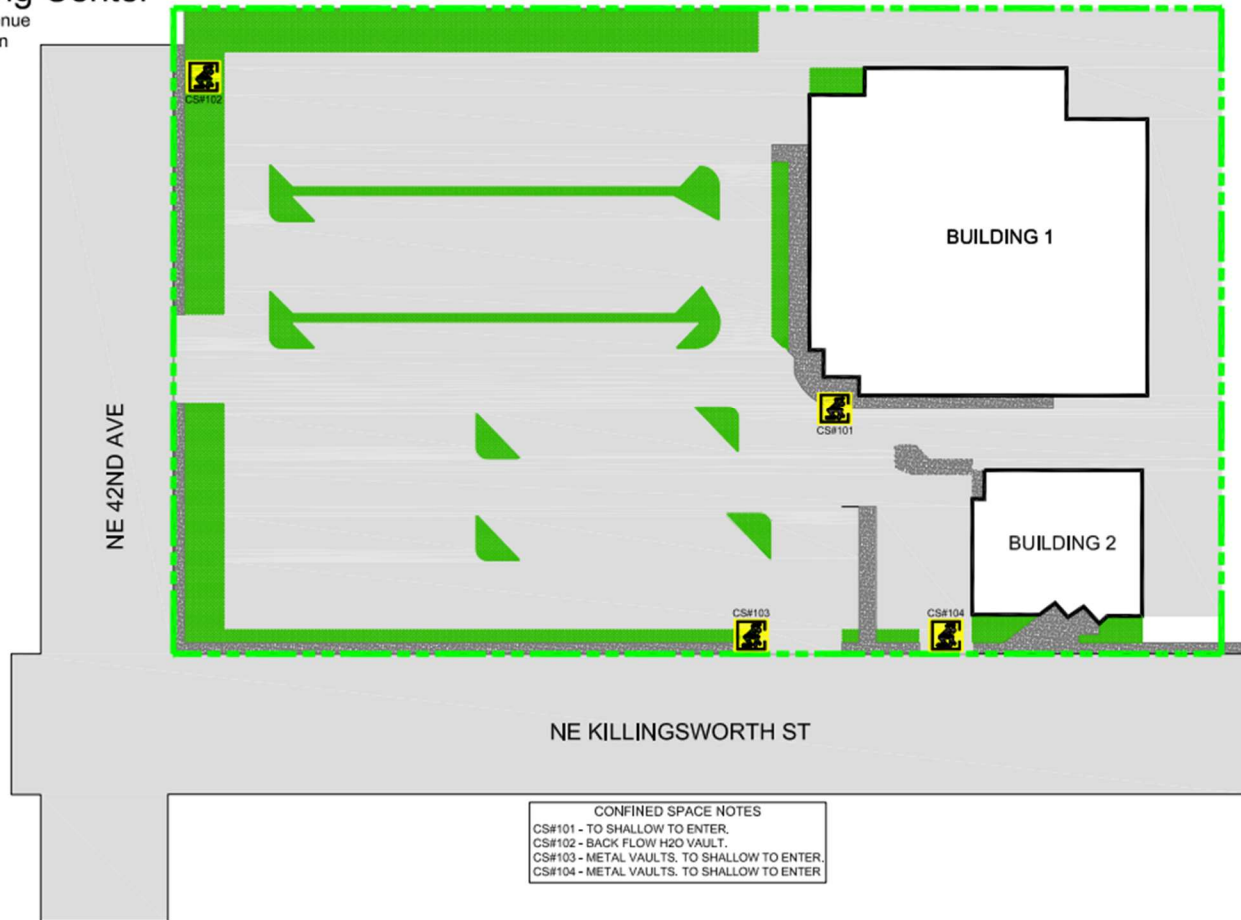 Center
CS#102
BUILDING 1
CS#101
NE 42ND AVE
BUILDING 2
CS#103
CS#104
NE KILLINGSWORTH ST
CONFINED SPACE NOTES
CS#101 - TO SHALLOW TO ENTER.
CS#102 - BACK FLOW H2O VAULT.
CS#103 - METAL VAULTS. TO SHALLOW TO ENTER.
CS#104 - METAL VAULTS. TO SHALLOW TO ENTER